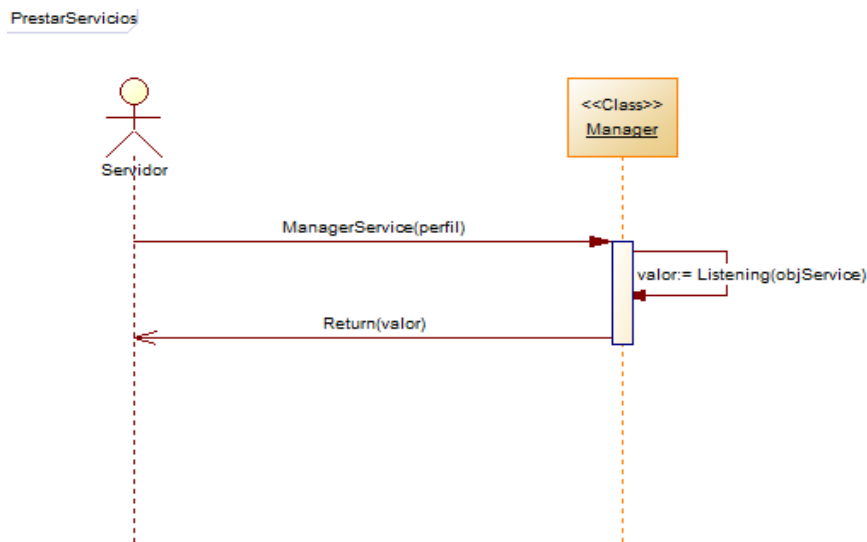 PrestarServicios
<<Class>>
Manager
Servidor
ManagerService(perfil)
valor:= Listening(objService)
Return(valor)